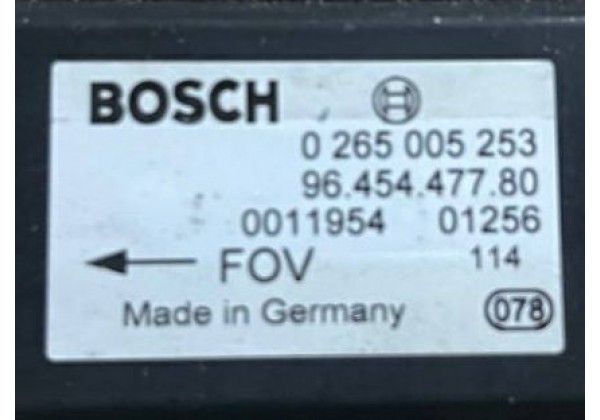 BOSCH
0 265 005 253
96.454.477.80
0011954 01256
FOV 114
Made in Germany 078